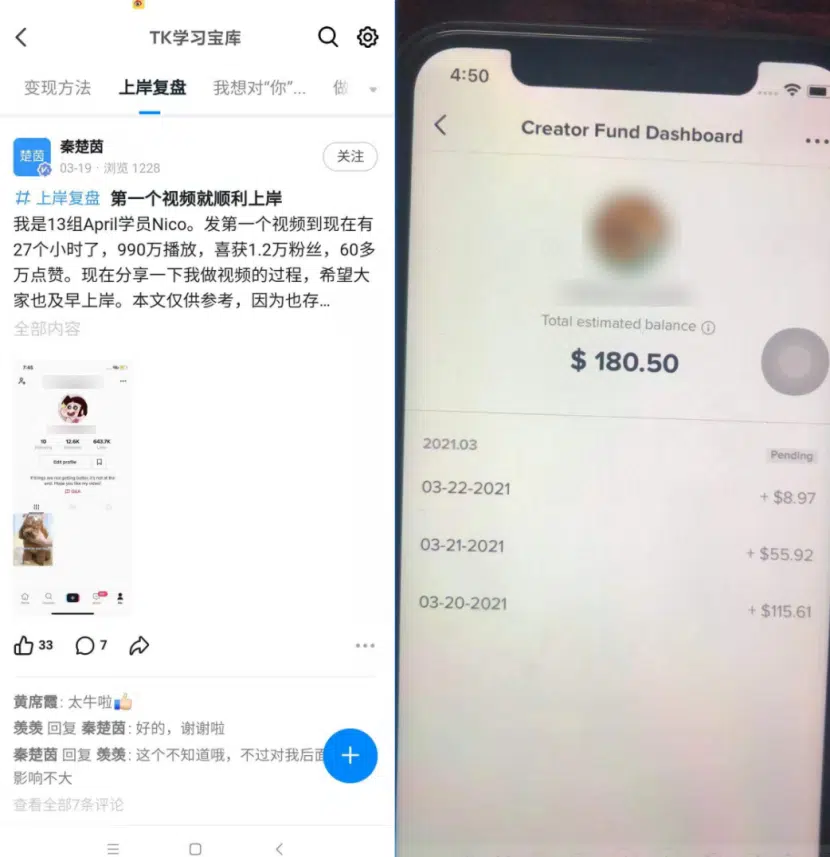 TK学习宝库
变现方法 上岸复盘 我想对“你”... 做
楚茵
秦楚茵
03-19 · 浏览 1228
关注
# 上岸复盘 第一个视频就顺利上岸
我是13组April学员Nico。发第一个视频到现在有
27个小时了，990万播放，喜获1.2万粉丝，60多
万点赞。现在分享一下我做视频的过程，希望大
家也及早上岸。本文仅供参考，因为也存...
全部内容
10 12.6K 643.7K
Edit profile
Q&A
33 7
黄席霞: 太牛啦
羡羡 回复 秦楚茵: 好的，谢谢啦
秦楚茵 回复 羡羡: 这个不知道哦，不过对我后面
影响不大
查看全部7条评论
4:50
Creator Fund Dashboard
Total estimated balance
$ 180.50
2021.03
Pending
03-22-2021
+ $8.97
03-21-2021
+ $55.92
03-20-2021
+ $115.61